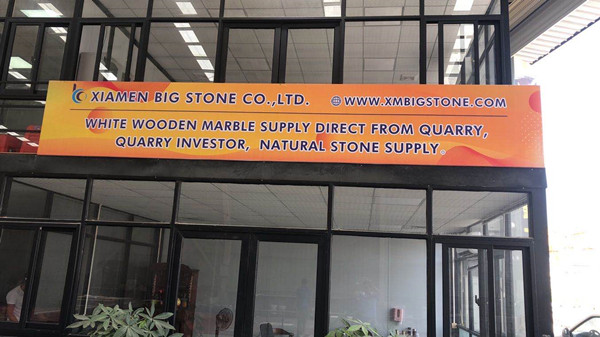 XIAMEN BIG STONE CO.,LTD. WWW.XMBIGSTONE.COM
WHITE WOODEN MARBLE SUPPLY DIRECT FROM QUARRY,
QUARRY INVESTOR, NATURAL STONE SUPPLY.